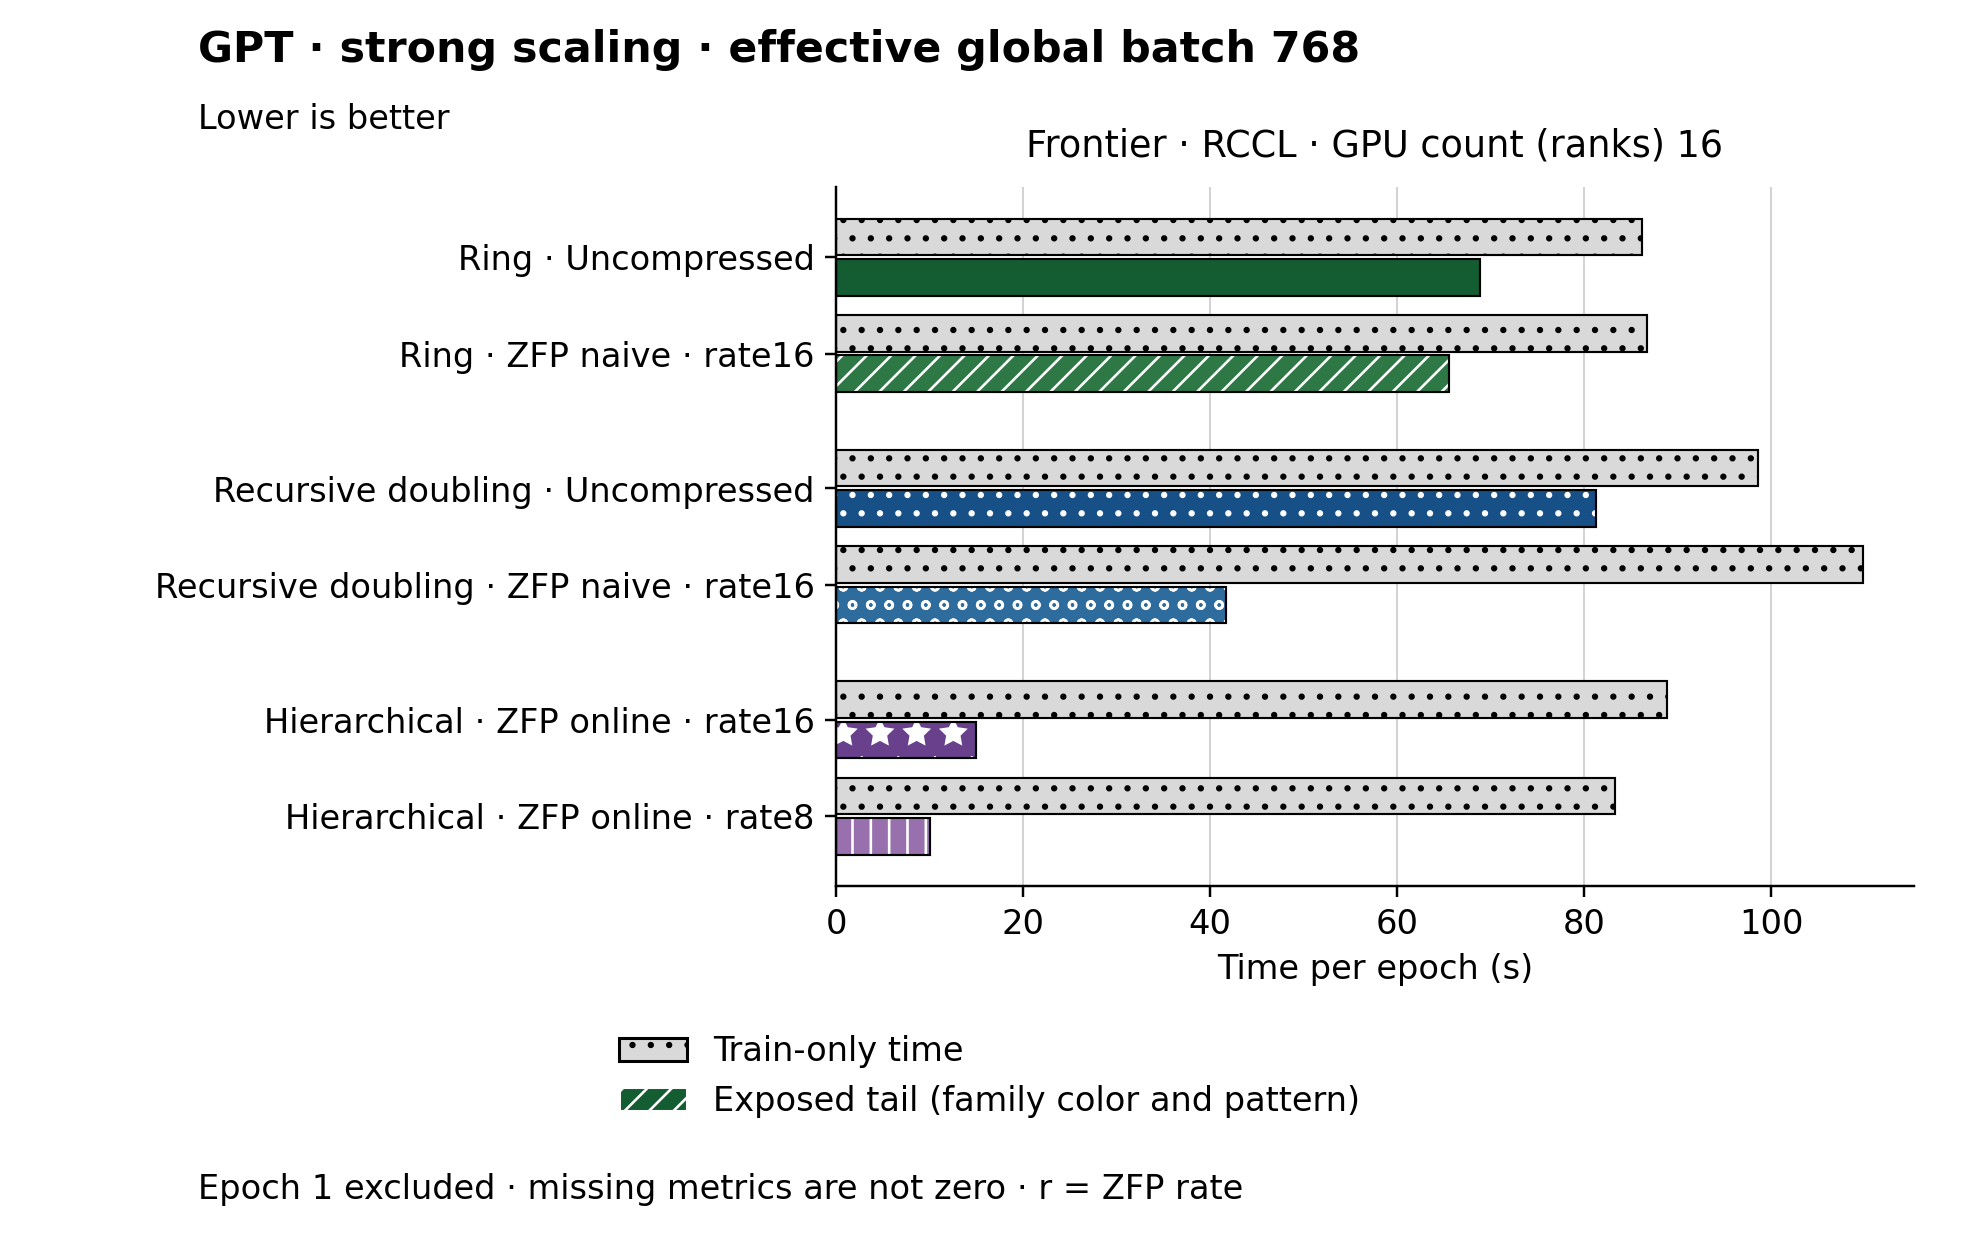 GPT · strong scaling · effective global batch 768
Lower is better
Frontier · RCCL · GPU count (ranks) 16
Ring · Uncompressed
Ring · ZFP naive · rate16
Recursive doubling · Uncompressed
Recursive doubling · ZFP naive · rate16
Hierarchical · ZFP online · rate16
Hierarchical · ZFP online · rate8
0 20 40 60 80 100
Time per epoch (s)
Train-only time
Exposed tail (family color and pattern)
Epoch 1 excluded · missing metrics are not zero · r = ZFP rate